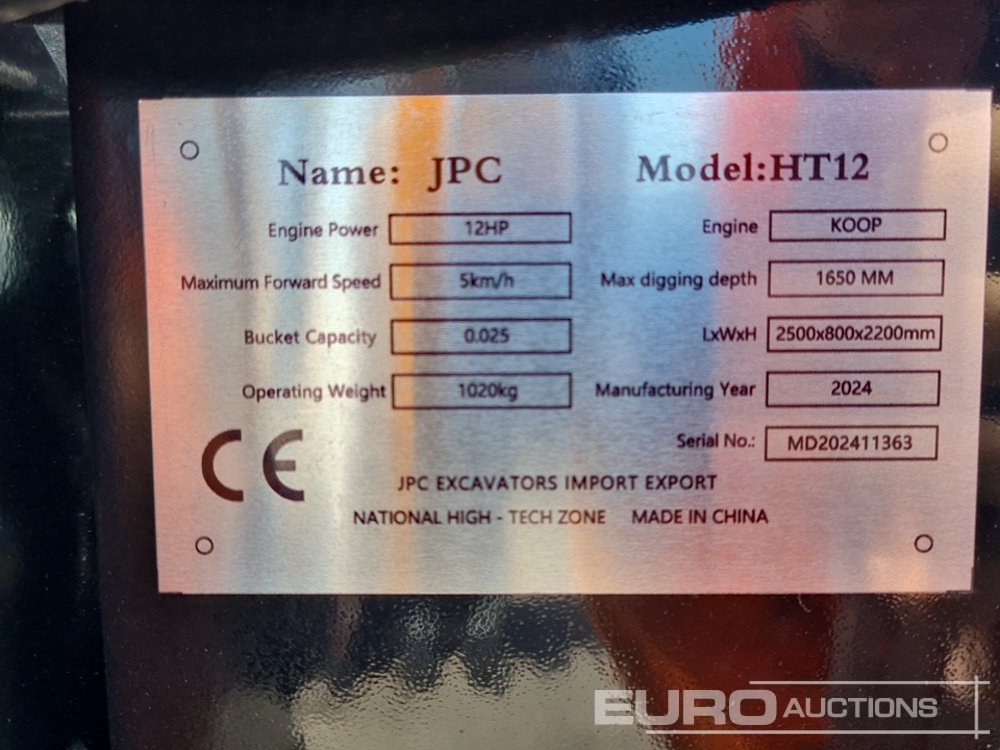 Name: JPC Model:HT12
Engine Power 12HP Engine KOOP
Maximum Forward Speed 5km/h Max digging depth 1650 MM
Bucket Capacity 0.025 LxWxH 2500x800x2200mm
Operating Weight 1020kg Manufacturing Year 2024
Serial No.: MD202411363
CE
JPC EXCAVATORS IMPORT EXPORT
NATIONAL HIGH - TECH ZONE MADE IN CHINA
EURO AUCTIONS